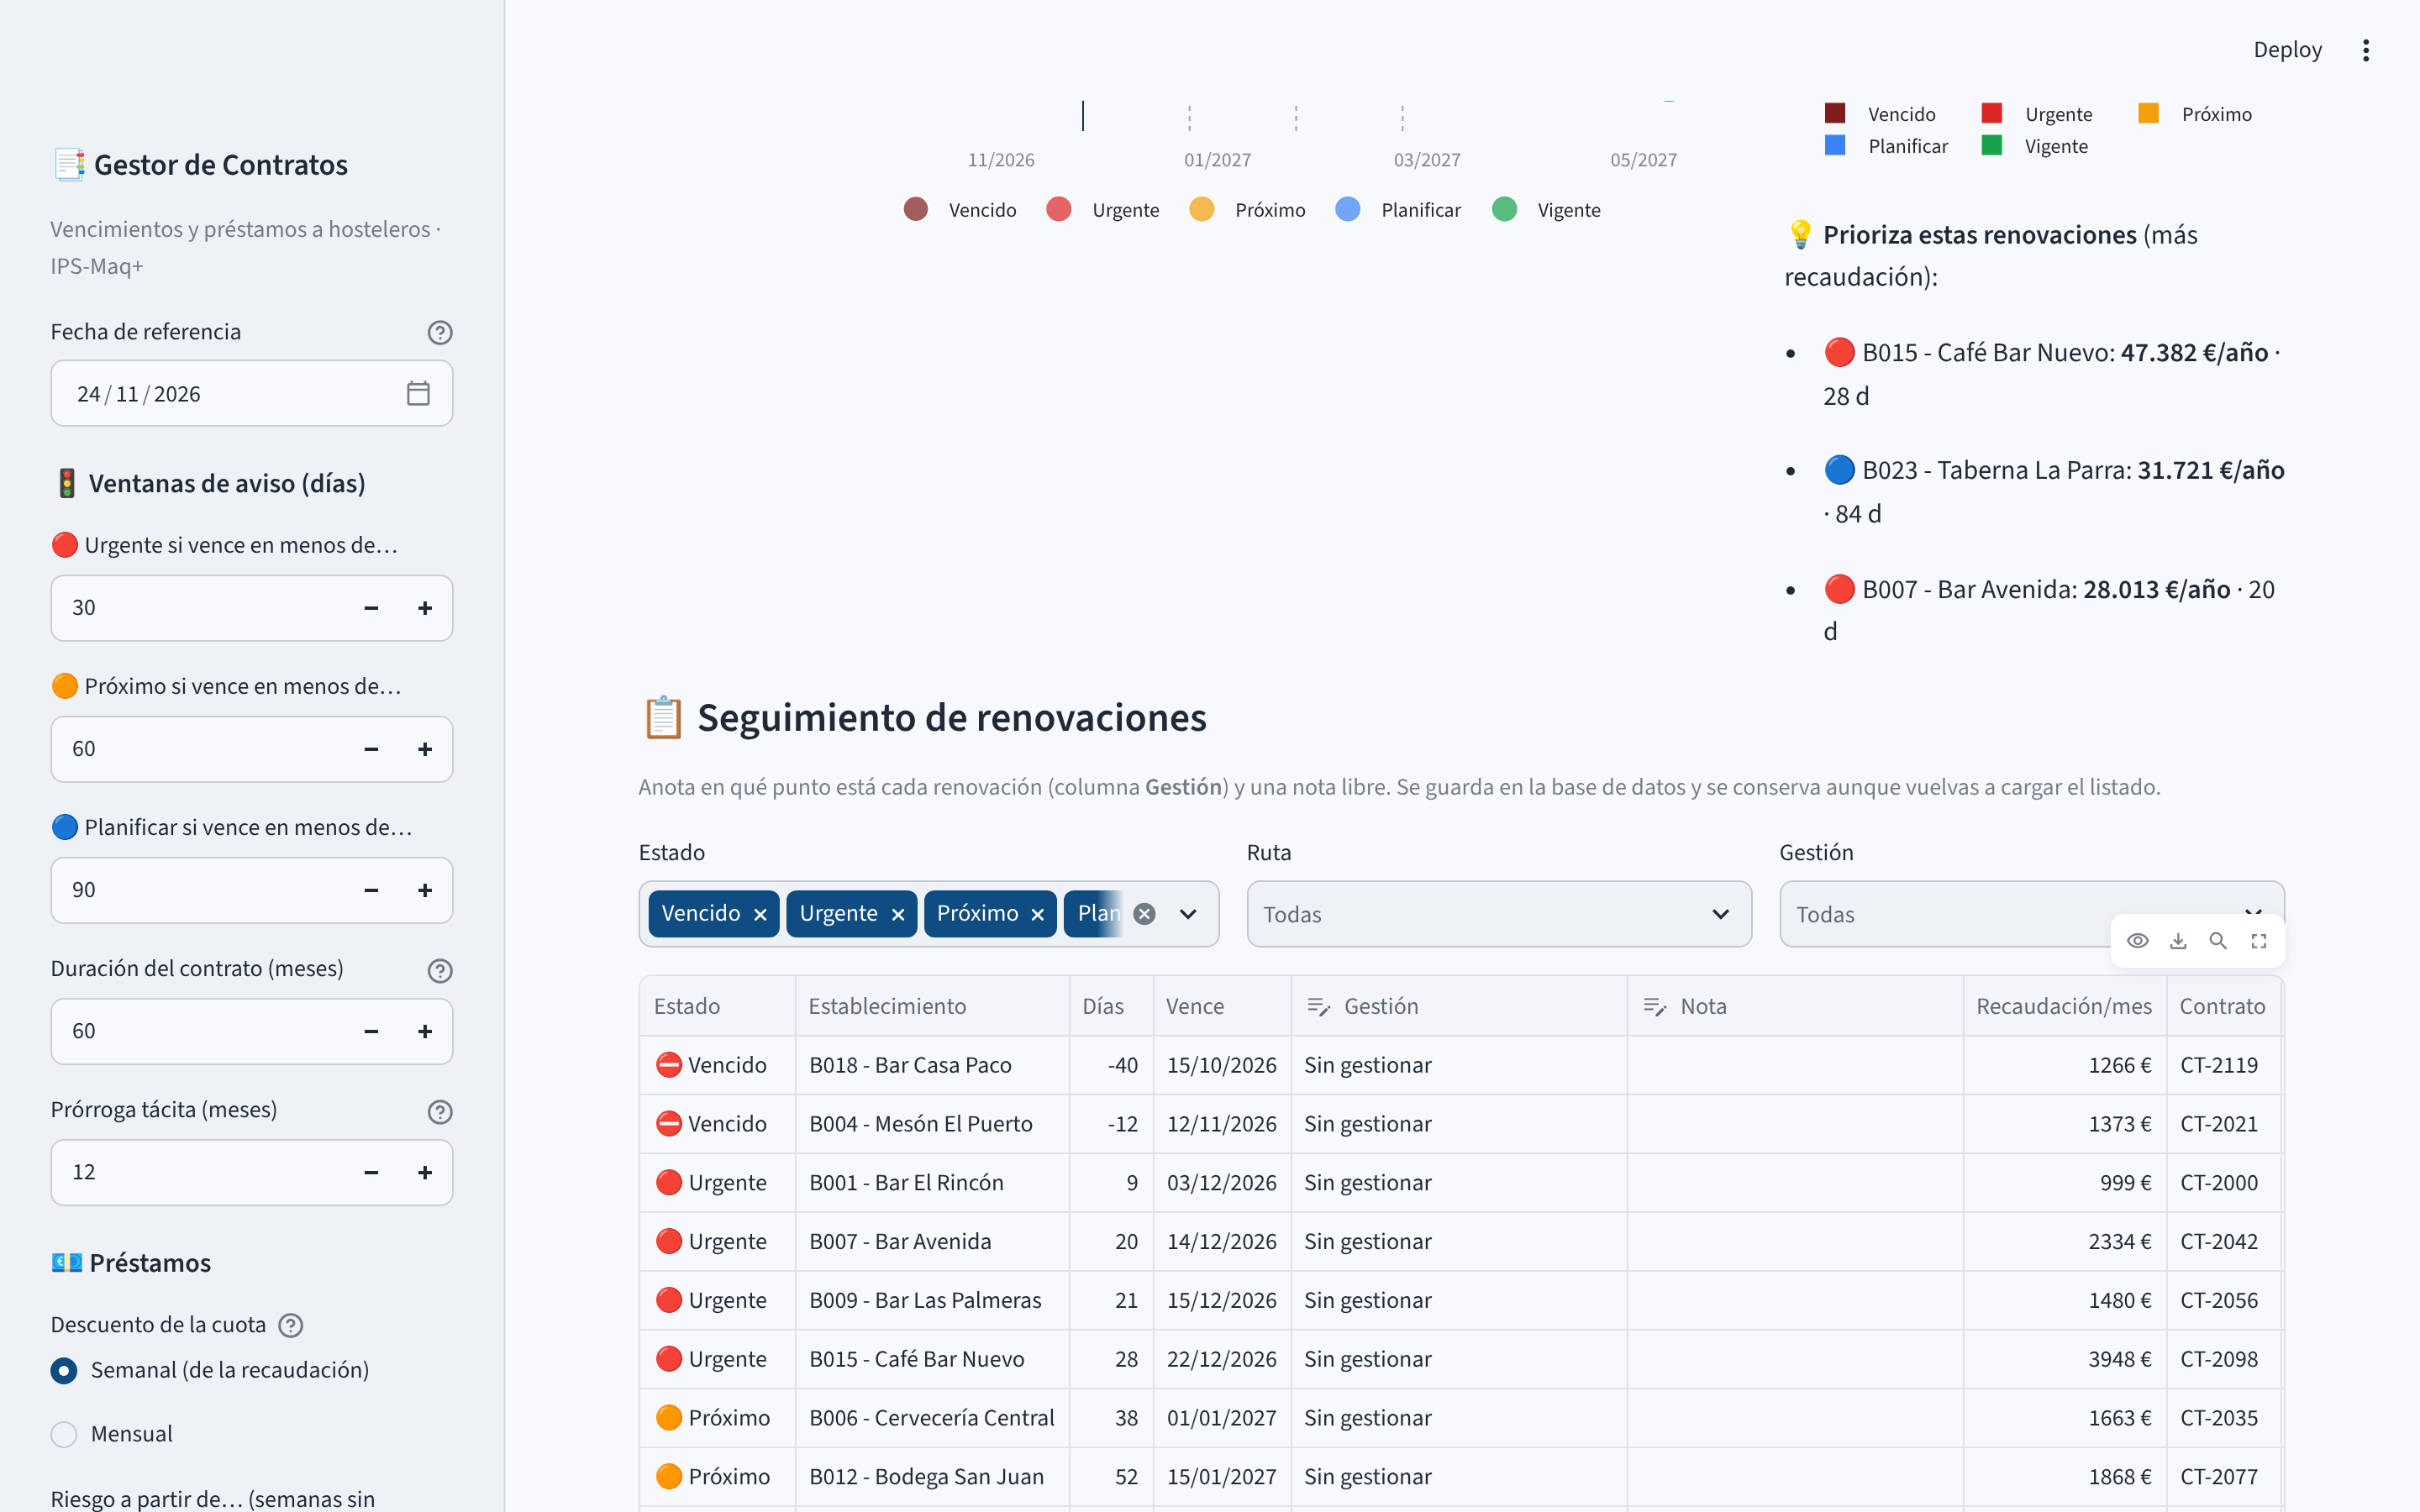 Deploy
Gestor de Contratos
Vencimientos y préstamos a hosteleros ·
IPS-Maq+
Fecha de referencia
24/11/2026
Ventanas de aviso (días)
Urgente si vence en menos de…
30
Próximo si vence en menos de…
60
Planificar si vence en menos de…
90
Duración del contrato (meses)
60
Prórroga tácita (meses)
12
Préstamos
Descuento de la cuota
Semanal (de la recaudación)
Mensual
Riesgo a partir de… (semanas sin
11/2026 01/2027 03/2027 05/2027
Vencido Urgente Próximo Planificar Vigente
Vencido Urgente Próximo
Planificar Vigente
Prioriza estas renovaciones (más
recaudación):
B015 - Café Bar Nuevo: 47.382 €/año ·
28 d
B023 - Taberna La Parra: 31.721 €/año
· 84 d
B007 - Bar Avenida: 28.013 €/año · 20
d
Seguimiento de renovaciones
Anota en qué punto está cada renovación (columna Gestión) y una nota libre. Se guarda en la base de datos y se conserva aunque vuelvas a cargar el listado.
Estado Ruta Gestión
Vencido Urgente Próximo Plan Todas Todas
Estado Establecimiento Días Vence Gestión Nota Recaudación/mes Contrato
Vencido B018 - Bar Casa Paco -40 15/10/2026 Sin gestionar 1266 € CT-2119
Vencido B004 - Mesón El Puerto -12 12/11/2026 Sin gestionar 1373 € CT-2021
Urgente B001 - Bar El Rincón 9 03/12/2026 Sin gestionar 999 € CT-2000
Urgente B007 - Bar Avenida 20 14/12/2026 Sin gestionar 2334 € CT-2042
Urgente B009 - Bar Las Palmeras 21 15/12/2026 Sin gestionar 1480 € CT-2056
Urgente B015 - Café Bar Nuevo 28 22/12/2026 Sin gestionar 3948 € CT-2098
Próximo B006 - Cervecería Central 38 01/01/2027 Sin gestionar 1663 € CT-2035
Próximo B012 - Bodega San Juan 52 15/01/2027 Sin gestionar 1868 € CT-2077